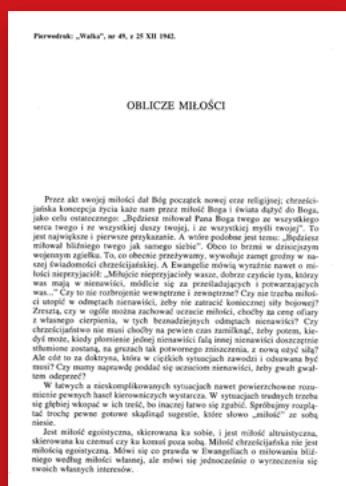 Pierwodruk: „Walka", nr 49, z 25 XII 1942.
OBLICZE MIŁOŚCI
Przez akt swojej miłości dał Bóg początek nowej erze religijnej; chrześci-
jańska koncepcja życia każe nam przez miłość Boga i świata dążyć do Boga,
jako celu ostatecznego: „Będziesz miłował Pana Boga twego ze wszystkiego
serca twego i ze wszystkiej duszy twojej, i ze wszystkiej myśli twojej". To
jest największe i pierwsze przykazanie. A wtóre podobne jest temu: „Będziesz
miłował bliźniego twego jak samego siebie". Obco to brzmi w dzisiejszym
wojennym zgiełku. To, co obecnie przeżywamy, wywołuje zamęt groźny w na-
szej świadomości chrześcijańskiej. A Ewangelie mówią wyraźnie nawet o mi-
łości nieprzyjaciół: „Miłujcie nieprzyjacioły wasze, dobrze czyńcie tym, którzy
was mają w nienawiści, módlcie się za prześladujących i potwarzających
was..." Czy to nie rozbrojenie wewnętrzne i zewnętrzne? Czy nie trzeba miłoś-
ci utopić w odmętach nienawiści, żeby nie zatracić koniecznej siły bojowej?
Zresztą, czy w ogóle można zachować uczucie miłości, choćby za cenę ofiary
z własnego cierpienia, w tych beznadziejnych odmętach nienawiści? Czy
chrześcijaństwo nie musi choćby na pewien czas zamilknąć, żeby potem, kie-
dyś może, kiedy płomienie jednej nienawiści falą innej nienawiści doszczętnie
stłumione zostaną, na gruzach tak potwornego zniszczenia, z nową ożyć siłą?
Ale cóż to za doktryna, która w ciężkich sytuacjach zawodzi i odsuwana być
musi? Czy mamy naprawdę poddać się uczuciom nienawiści, żeby gwałt gwał-
tem odeprzeć?
W łatwych a nieskomplikowanych sytuacjach nawet powierzchowne rozu-
mienie pewnych haseł kierowniczych wystarcza. W sytuacjach trudnych trzeba
się głębiej wkopać w ich treść, bo inaczej łatwo się zgubić. Spróbujmy rozplą-
tać trochę pewne gotowe skądinąd sugestie, które słowo „miłość" ze sobą
niesie.
Jest miłość egoistyczna, skierowana ku sobie, i jest miłość altruistyczna,
skierowana ku czemuś czy ku komuś poza sobą. Miłość chrześcijańska nie jest
miłością egoistyczną. Mówi się co prawda w Ewangeliach o miłowaniu bliź-
niego według miłości własnej, ale mówi się jednocześnie o wyrzeczeniu się
swoich własnych interesów.